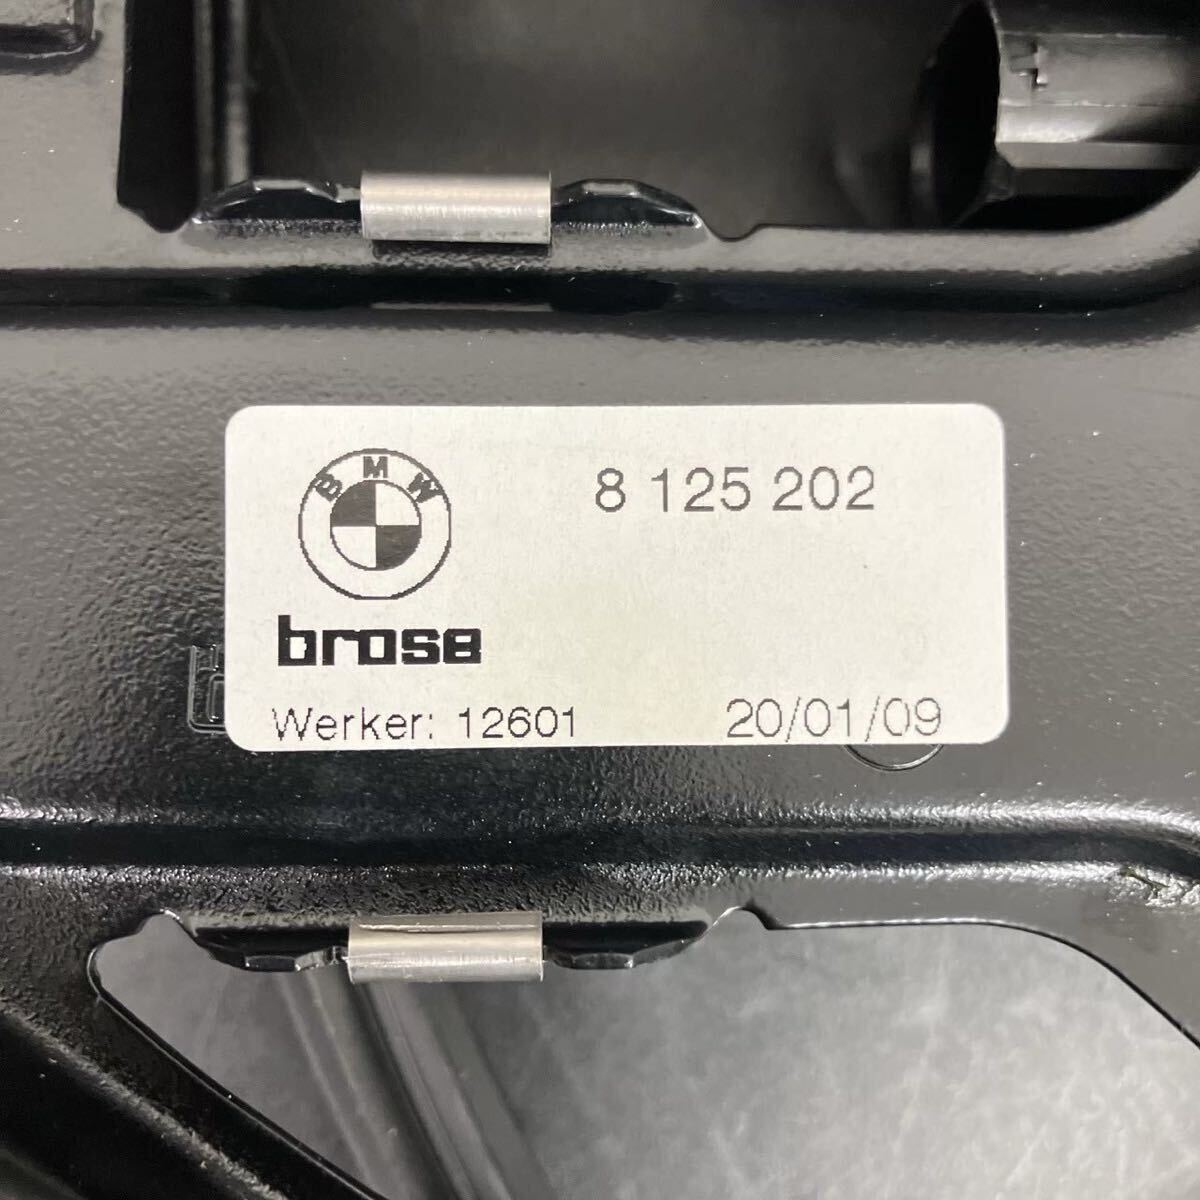 BMW
8 125 202
brose
Werker: 12601
20/01/09